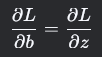 ∂L/∂b = ∂L/∂z